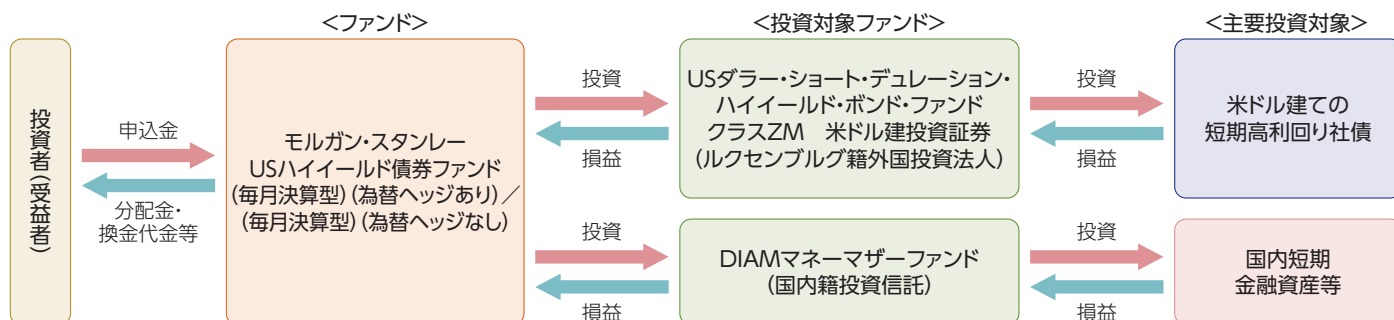 <ファンド>
<投資対象ファンド>
<主要投資対象>
投資者（受益者）
申込金
分配金・
換金代金等
モルガン・スタンレー
USハイイールド債券ファンド
（毎月決算型）（為替ヘッジあり）／
（毎月決算型）（為替ヘッジなし）
投資
損益
USダラー・ショート・デュレーション・
ハイイールド・ボンド・ファンド
クラスZM　米ドル建投資証券
（ルクセンブルグ籍外国投資法人）
投資
損益
米ドル建ての
短期高利回り社債
投資
損益
DIAMマネーマザーファンド
（国内籍投資信託）
投資
損益
国内短期
金融資産等